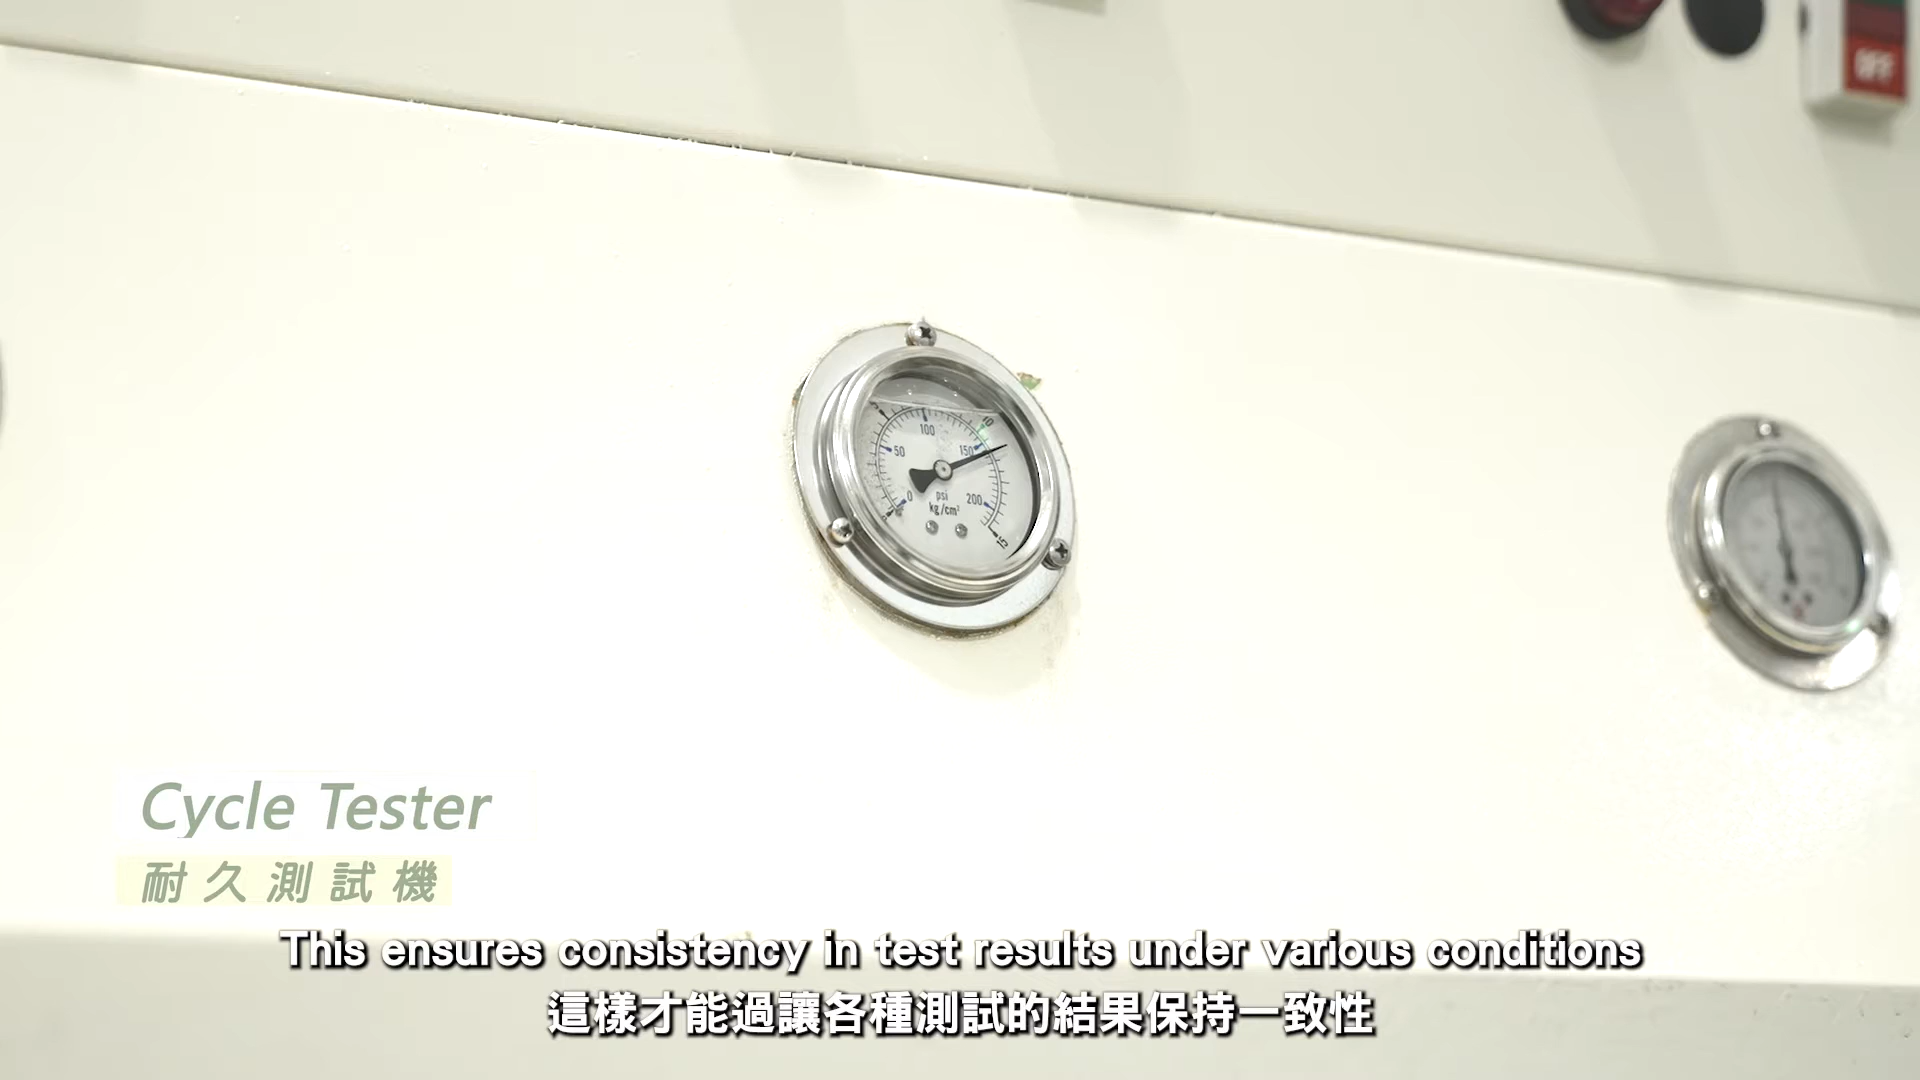 OFF
100
10
50
150
0
psi
200
kg/cm²
15
Cycle Tester
耐久測試機
This ensures consistency in test results under various conditions
這樣才能過讓各種測試的結果保持一致性